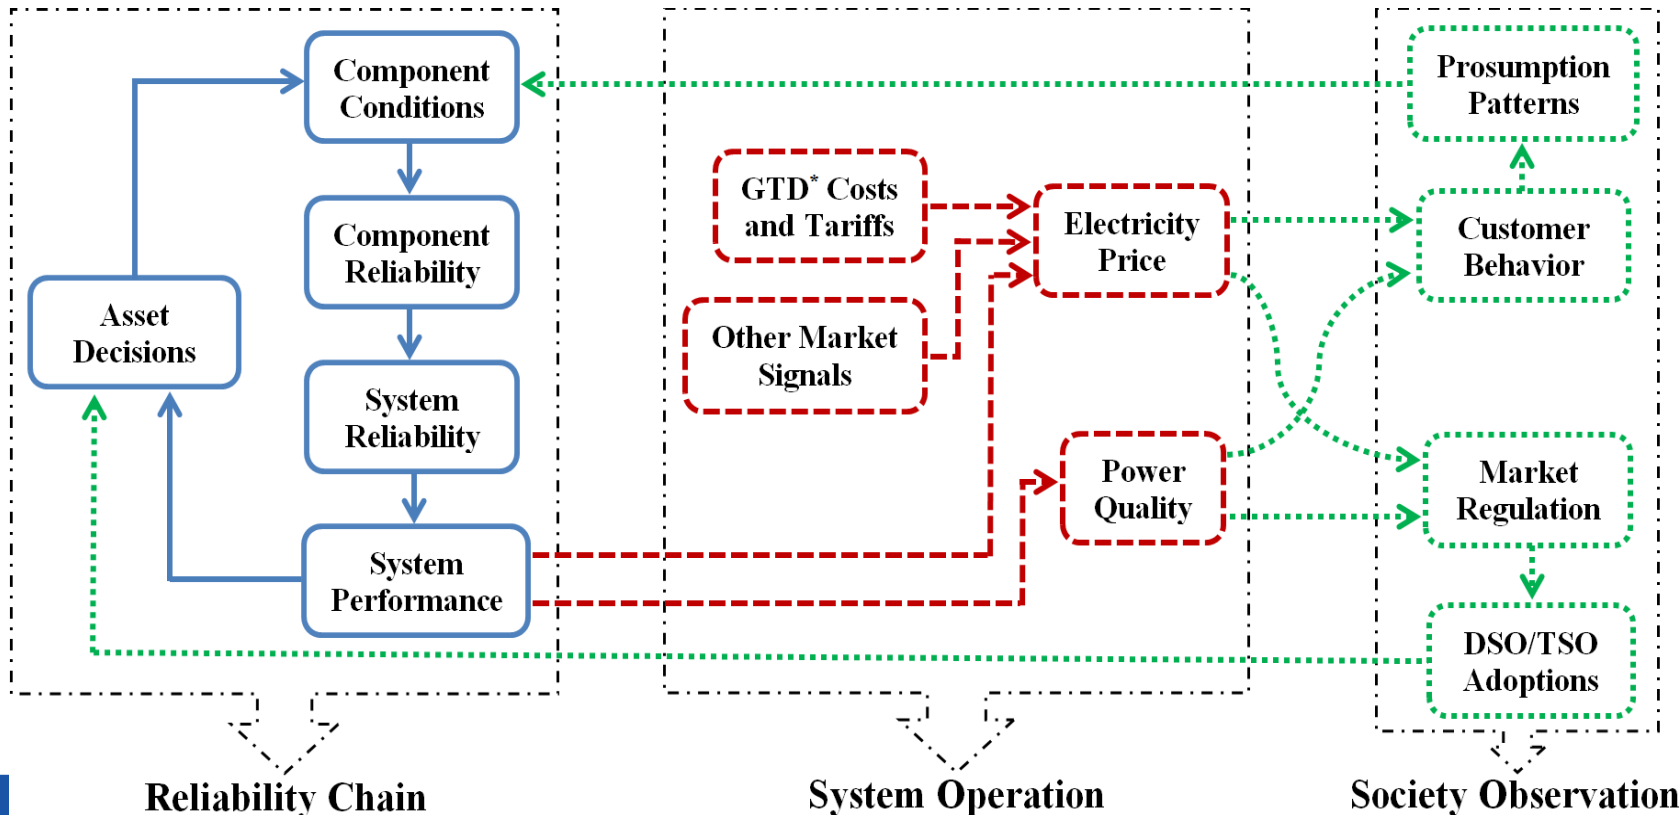 Component
Conditions
Component
Reliability
Asset
Decisions
System
Reliability
System
Performance
GTD* Costs
and Tariffs
Other Market
Signals
Electricity
Price
Power
Quality
Prosumption
Patterns
Customer
Behavior
Market
Regulation
DSO/TSO
Adoptions
Reliability Chain
System Operation
Society Observation